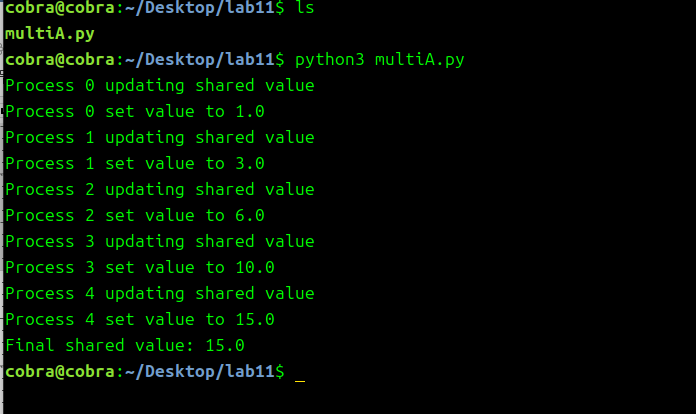 cobra@cobra:~/Desktop/lab11$ ls
multiA.py
cobra@cobra:~/Desktop/lab11$ python3 multiA.py
Process 0 updating shared value
Process 0 set value to 1.0
Process 1 updating shared value
Process 1 set value to 3.0
Process 2 updating shared value
Process 2 set value to 6.0
Process 3 updating shared value
Process 3 set value to 10.0
Process 4 updating shared value
Process 4 set value to 15.0
Final shared value: 15.0
cobra@cobra:~/Desktop/lab11$ _